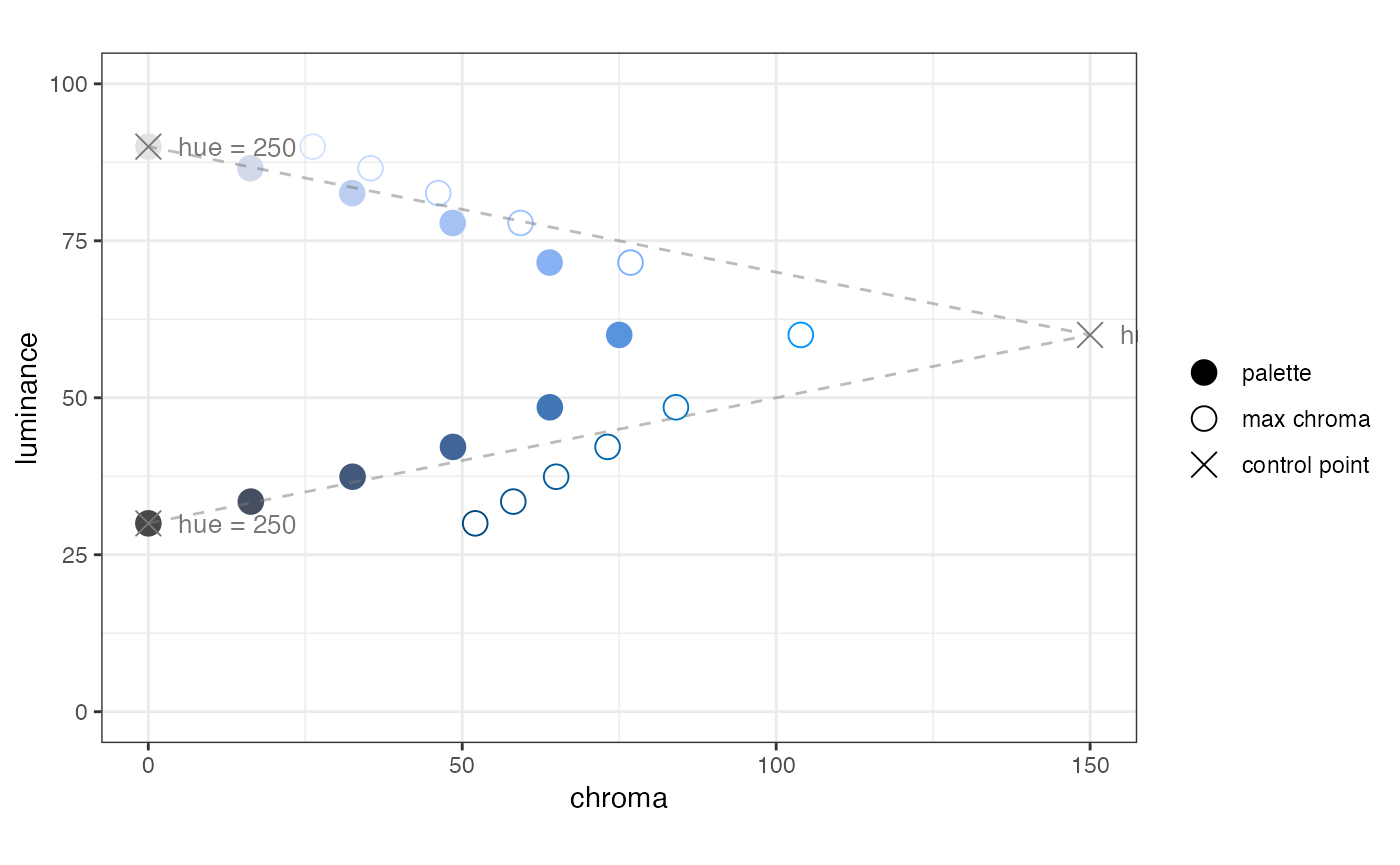 100
75
50
25
0
luminance
hue = 250
hue = 250
0
50
100
150
chroma
palette
max chroma
control point